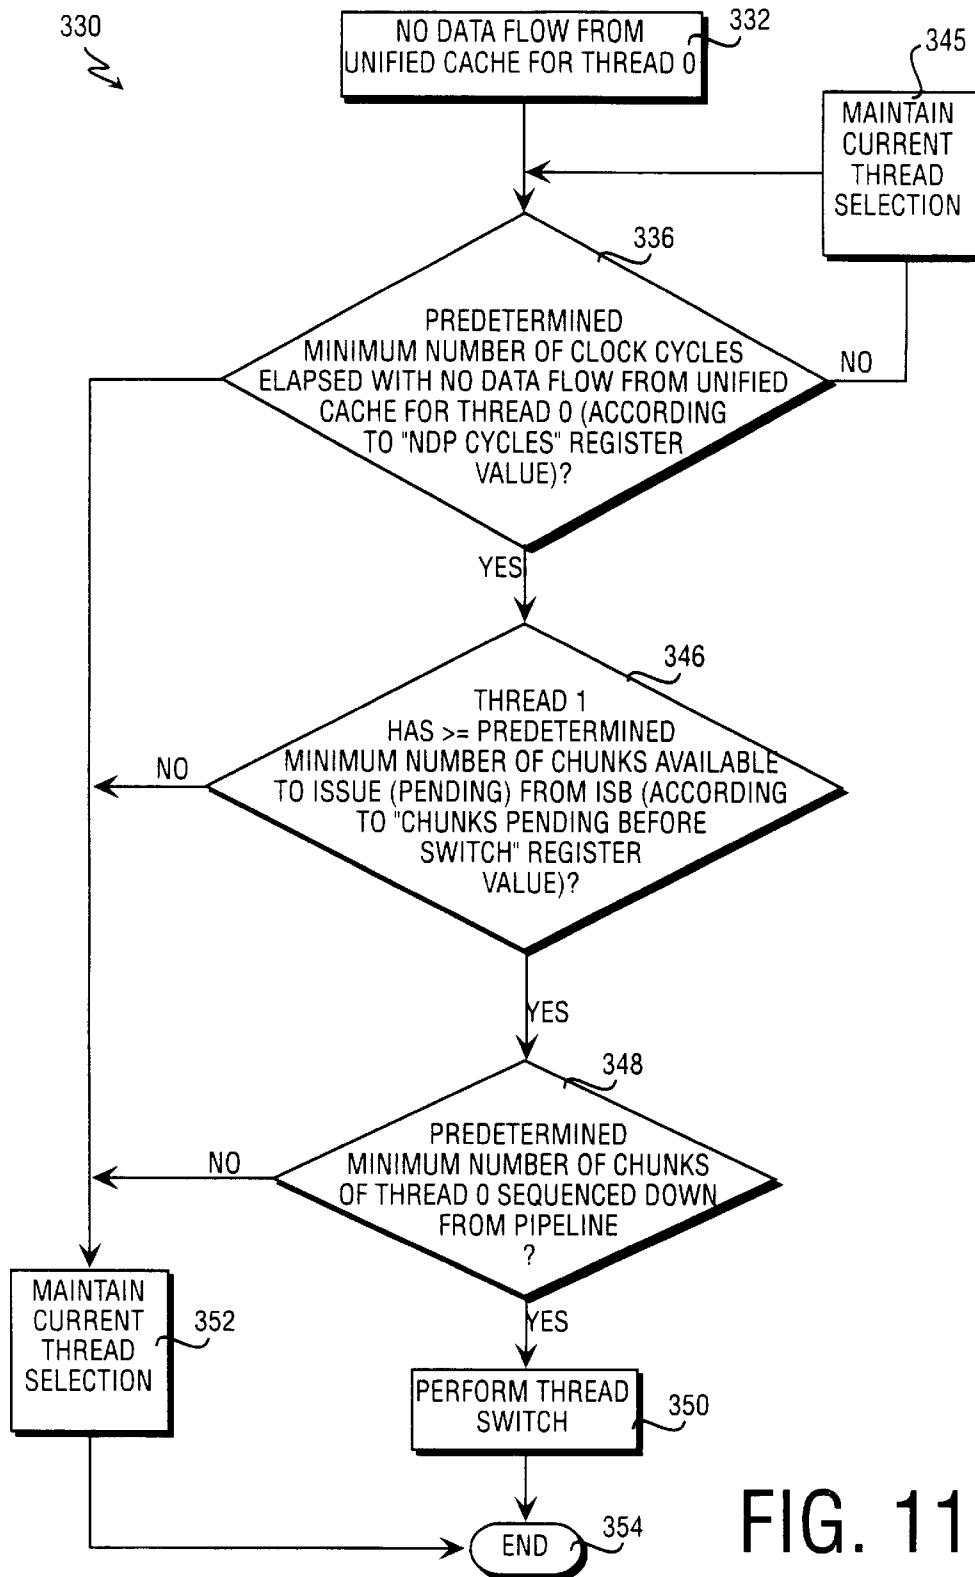 330
NO DATA FLOW FROM
UNIFIED CACHE FOR THREAD 0
332
345
MAINTAIN
CURRENT
THREAD
SELECTION
336
PREDETERMINED
MINIMUM NUMBER OF CLOCK CYCLES
ELAPSED WITH NO DATA FLOW FROM UNIFIED
CACHE FOR THREAD 0 (ACCORDING
TO "NDP CYCLES" REGISTER
VALUE)?
NO
YES
346
THREAD 1
HAS >= PREDETERMINED
MINIMUM NUMBER OF CHUNKS AVAILABLE
TO ISSUE (PENDING) FROM ISB (ACCORDING
TO "CHUNKS PENDING BEFORE
SWITCH" REGISTER
VALUE)?
NO
YES
348
PREDETERMINED
MINIMUM NUMBER OF CHUNKS
OF THREAD 0 SEQUENCED DOWN
FROM PIPELINE
?
NO
YES
MAINTAIN
CURRENT
THREAD
SELECTION
352
PERFORM THREAD
SWITCH
350
END
354
FIG. 11